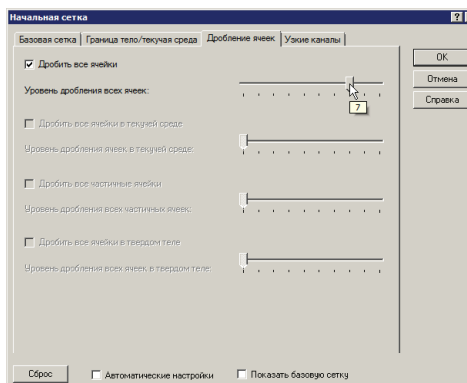 Начальная сетка
Базовая сетка Граница тело/текучая среда Дробление ячеек Узкие каналы
Дробить все ячейки
Уровень дробления всех ячеек:
7
Дробить все ячейки в текучей среде
Уровень дробления ячеек в текучей среде:
Дробить все частичные ячейки
Уровень дробления всех частичных ячеек:
Дробить все ячейки в твердом теле
Уровень дробления всех ячеек в твердом теле:
OK
Отмена
Справка
Сброс Автоматические настройки Показать базовую сетку